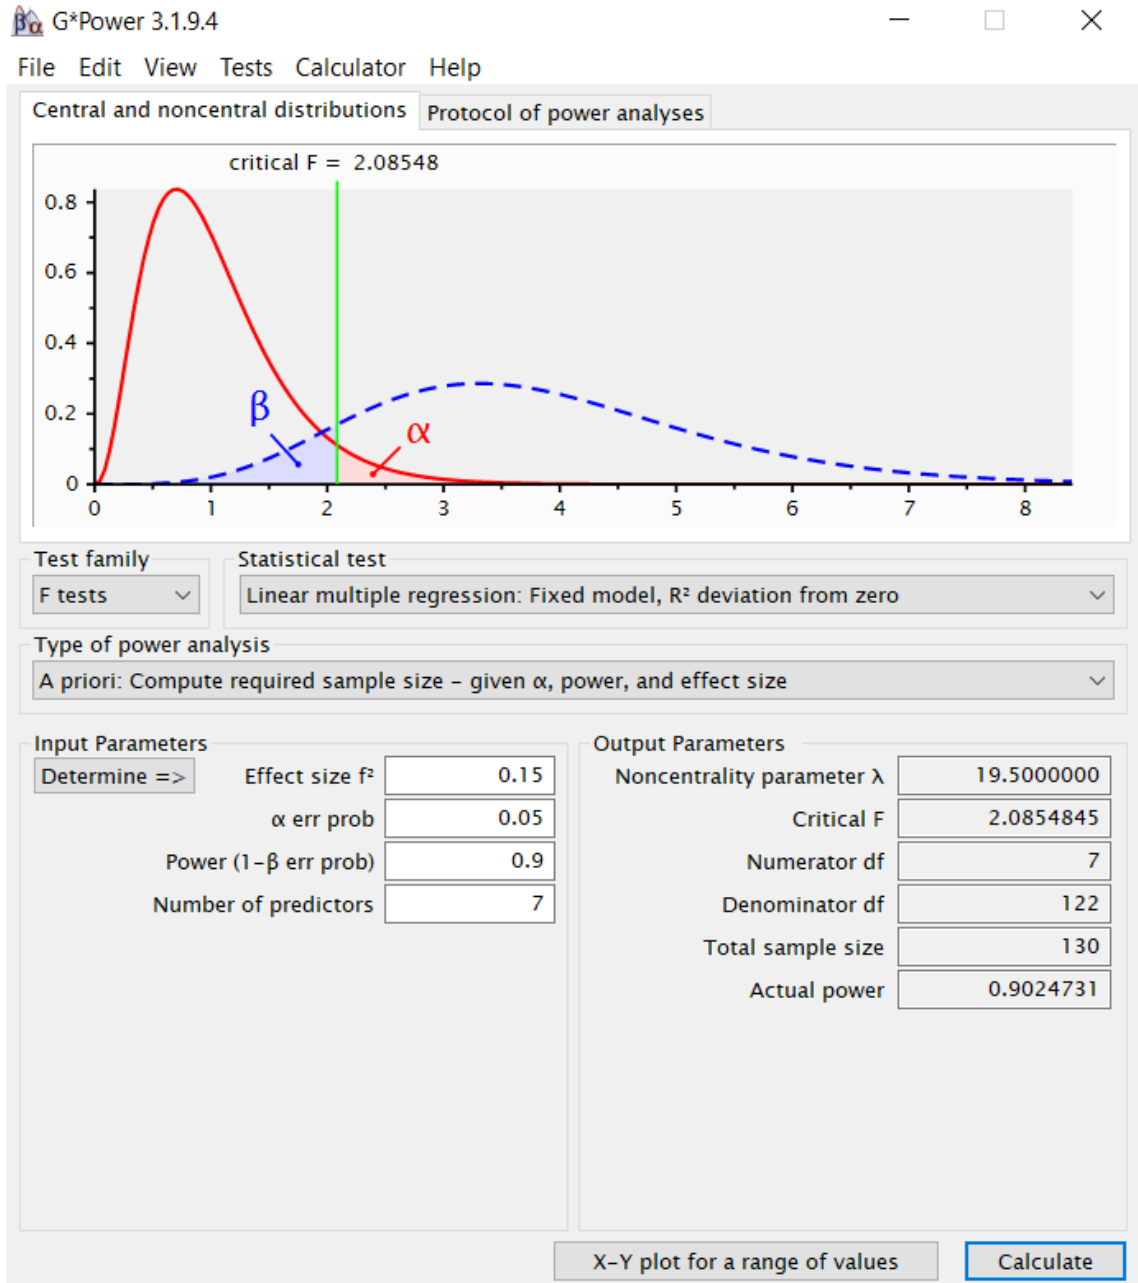 G*Power 3.1.9.4
File Edit View Tests Calculator Help
Central and noncentral distributions Protocol of power analyses
critical F = 2.08548
0.8
0.6
0.4
0.2
0
β
α
0 1 2 3 4 5 6 7 8
Test family Statistical test
F tests Linear multiple regression: Fixed model, R² deviation from zero
Type of power analysis
A priori: Compute required sample size – given α, power, and effect size
Input Parameters
Determine => Effect size f² 0.15
α err prob 0.05
Power (1-β err prob) 0.9
Number of predictors 7
Output Parameters
Noncentrality parameter λ 19.5000000
Critical F 2.0854845
Numerator df 7
Denominator df 122
Total sample size 130
Actual power 0.9024731
X-Y plot for a range of values Calculate